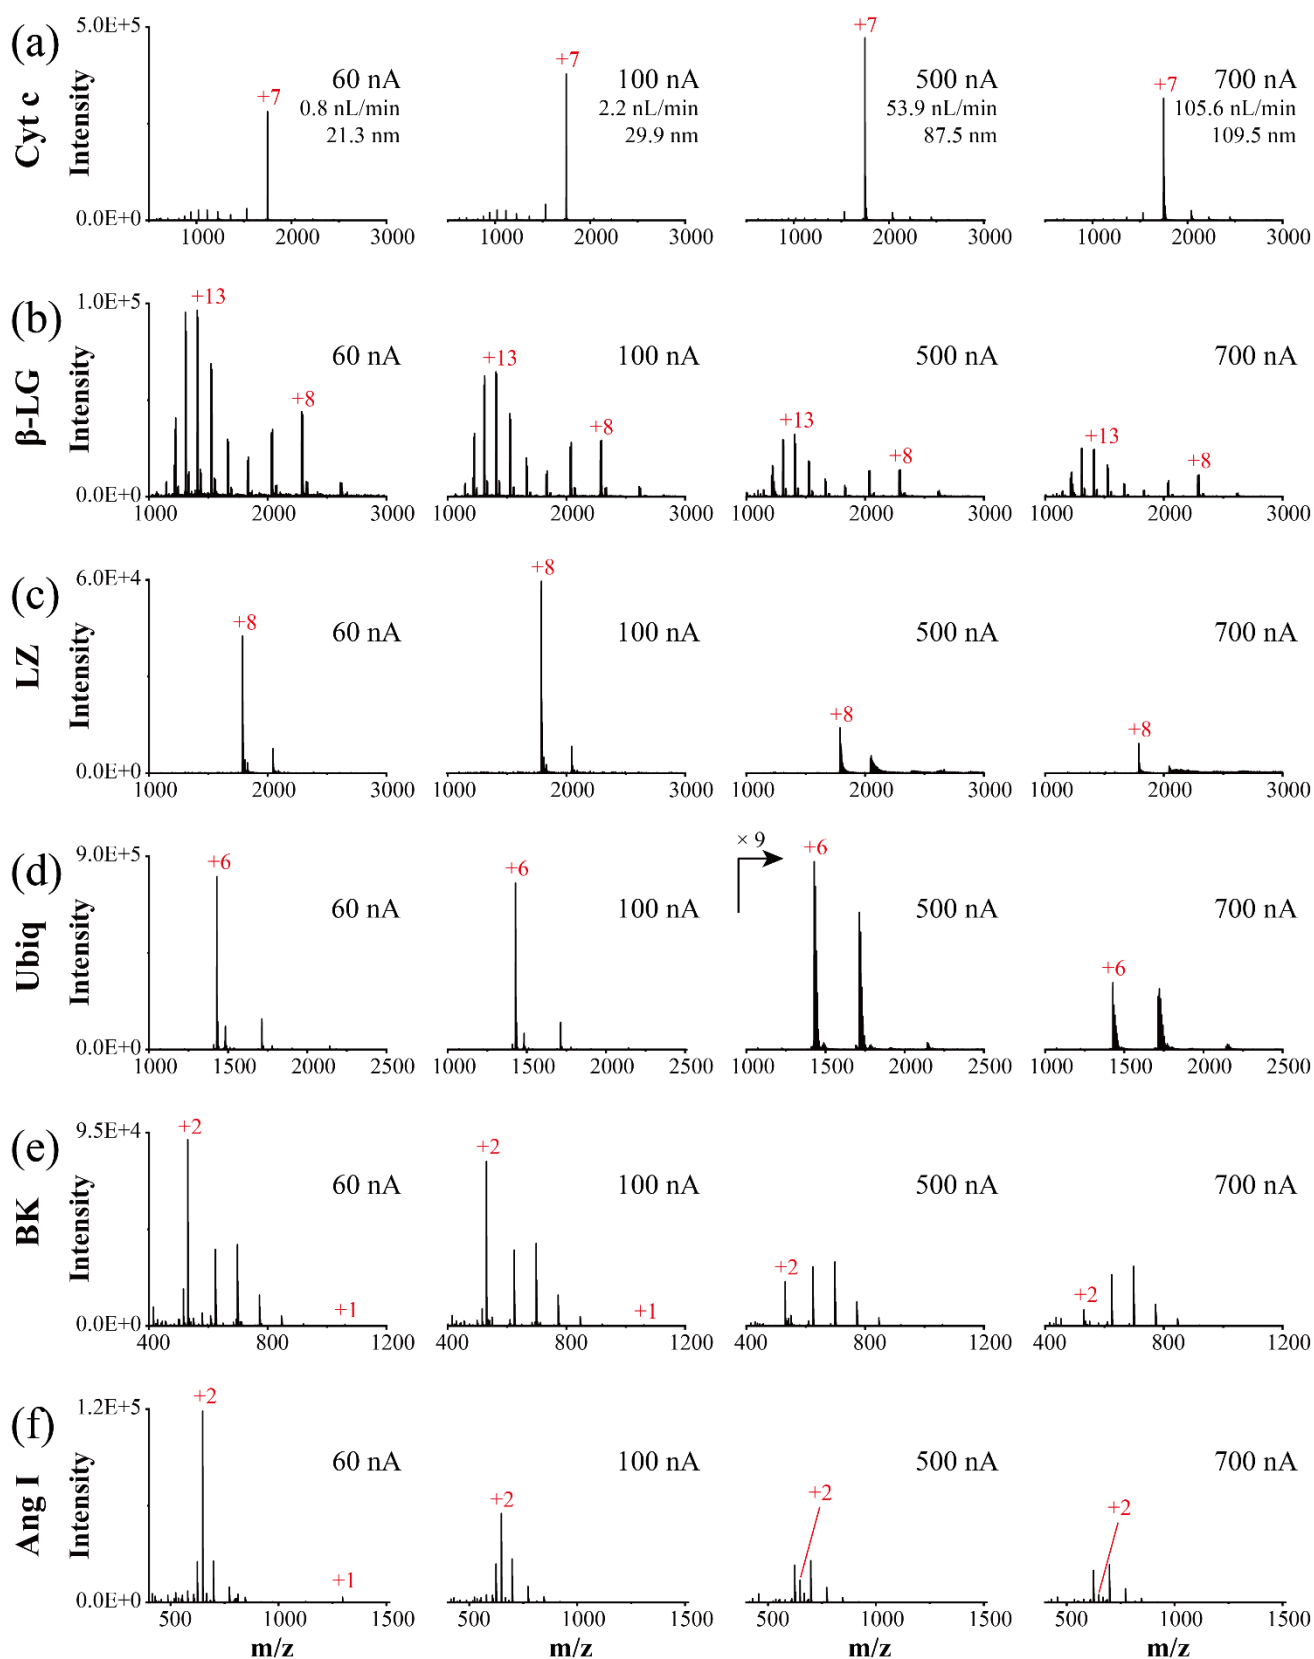 (a)
Cyt c
Intensity
5.0E+5
0.0E+0
+7
60 nA
0.8 nL/min
21.3 nm
1000 2000 3000
+7
100 nA
2.2 nL/min
29.9 nm
1000 2000 3000
+7
500 nA
53.9 nL/min
87.5 nm
1000 2000 3000
+7
700 nA
105.6 nL/min
109.5 nm
1000 2000 3000
(b)
β-LG
Intensity
1.0E+5
0.0E+0
+13
60 nA
+8
1000 2000 3000
+13
100 nA
+8
1000 2000 3000
+13
500 nA
+8
1000 2000 3000
+13
700 nA
+8
1000 2000 3000
(c)
LZ
Intensity
6.0E+4
0.0E+0
+8
60 nA
1000 2000 3000
+8
100 nA
1000 2000 3000
+8
500 nA
1000 2000 3000
+8
700 nA
1000 2000 3000
(d)
Ubiq
Intensity
9.0E+5
0.0E+0
+6
60 nA
1000 1500 2000 2500
+6
100 nA
1000 1500 2000 2500
× 9
+6
500 nA
1000 1500 2000 2500
+6
700 nA
1000 1500 2000 2500
(e)
BK
Intensity
9.5E+4
0.0E+0
+2
60 nA
+1
400 800 1200
+2
100 nA
+1
400 800 1200
+2
500 nA
400 800 1200
+2
700 nA
400 800 1200
(f)
Ang I
Intensity
1.2E+5
0.0E+0
+2
60 nA
+1
500 1000 1500
m/z
+2
100 nA
500 1000 1500
m/z
+2
500 nA
500 1000 1500
m/z
+2
700 nA
500 1000 1500
m/z